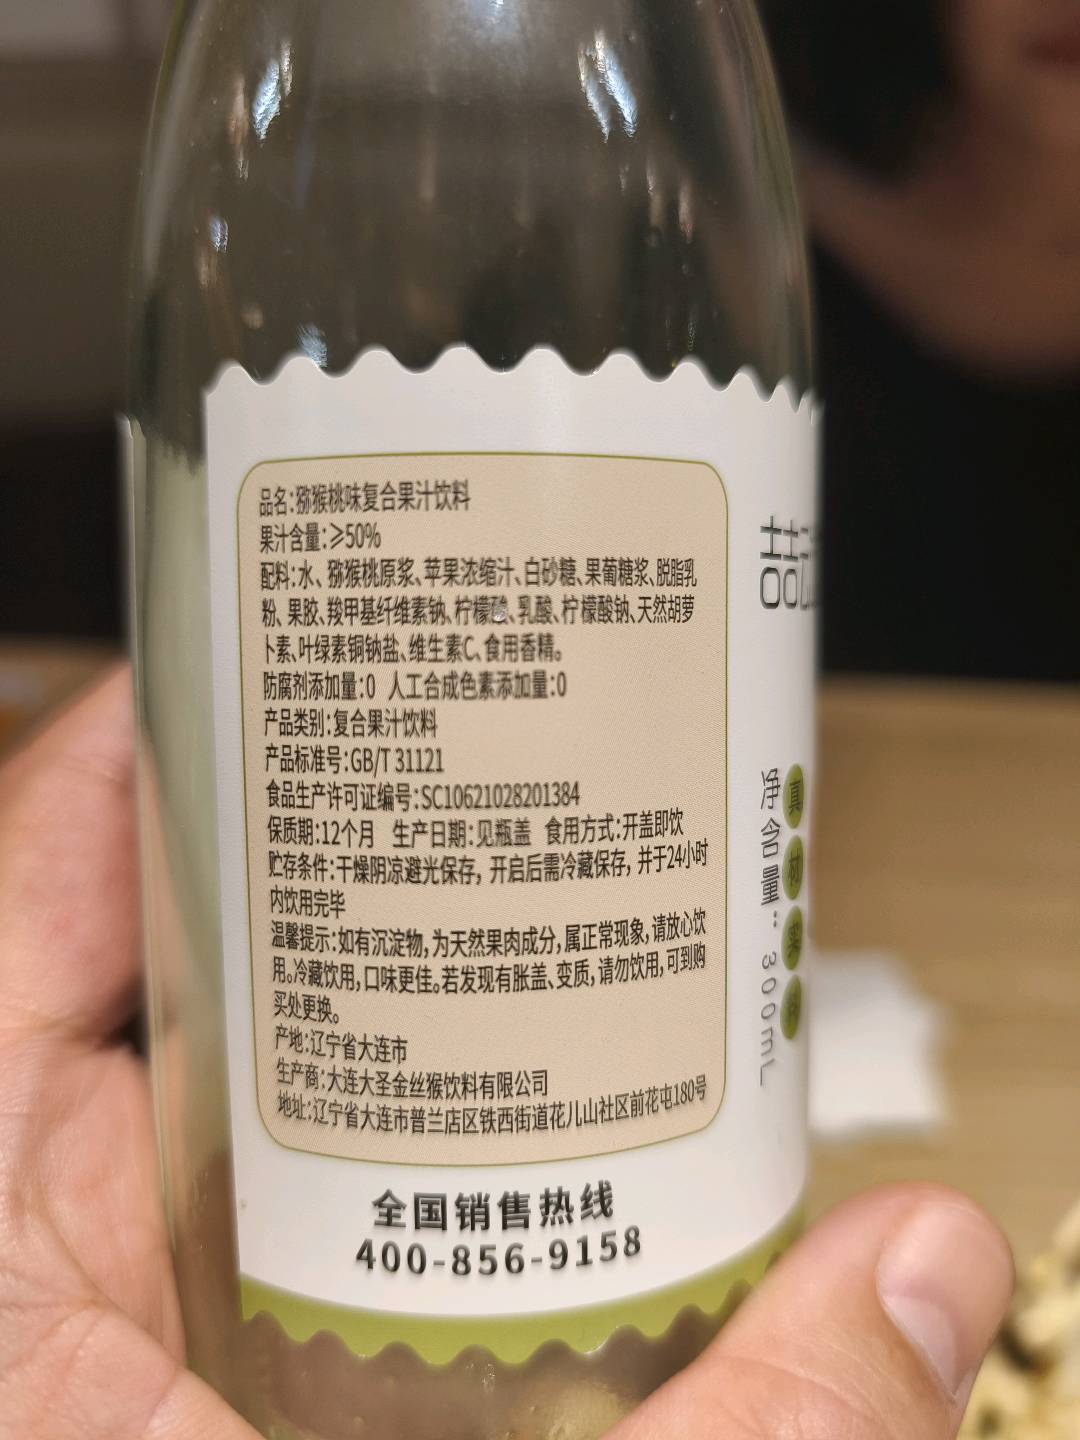 品名:猕猴桃味复合果汁饮料
果汁含量:≥50%
配料:水、猕猴桃原浆、苹果浓缩汁、白砂糖、果葡糖浆、脱脂乳
粉、果胶、羧甲基纤维素钠、柠檬酸、乳酸、柠檬酸钠、天然胡萝
卜素、叶绿素铜钠盐、维生素C、食用香精。
防腐剂添加量:0 人工合成色素添加量:0
产品类别:复合果汁饮料
产品标准号:GB/T 31121
食品生产许可证编号:SC10621028201384
保质期:12个月 生产日期:见瓶盖 食用方式:开盖即饮
贮存条件:干燥阴凉避光保存,开启后需冷藏保存,并于24小时
内饮用完毕
温馨提示:如有沉淀物,为天然果肉成分,属正常现象,请放心饮
用。冷藏饮用,口味更佳。若发现有胀盖、变质,请勿饮用,可到购
买处更换。
产地:辽宁省大连市
生产商:大连大圣金丝猴饮料有限公司
地址:辽宁省大连市普兰店区铁西街道花儿山社区前花屯180号
全国销售热线
400-856-9158
喆
净含量:300mL
真材实料